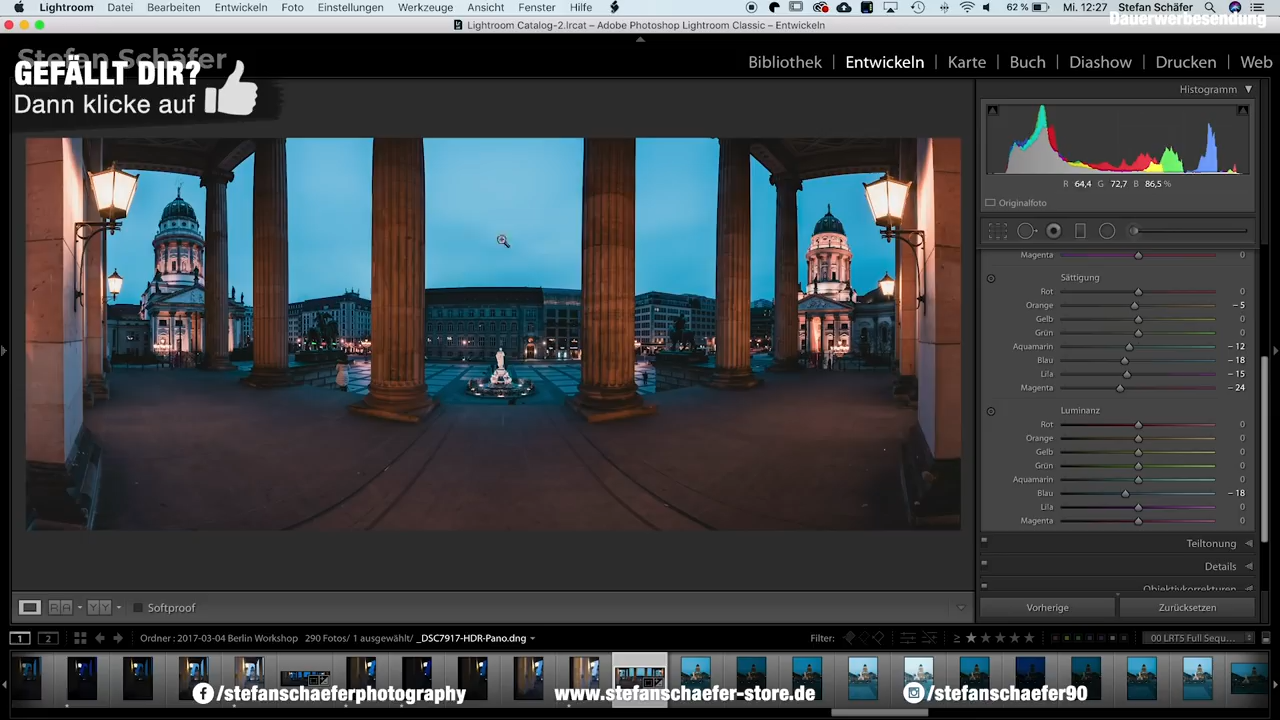 Lightroom Datei Bearbeiten Entwickeln Foto Einstellungen Werkzeuge Ansicht Fenster Hilfe 62 % Mi. 12:27 Stefan Schäfer
Dauerwerbesendung
Lightroom Catalog-2.lrcat – Adobe Photoshop Lightroom Classic – Entwickeln
Stefan Schäfer
GEFÄLLT DIR?
Dann klicke auf
Bibliothek | Entwickeln | Karte | Buch | Diashow | Drucken | Web
Histogramm
R 64,4 G 72,7 B 86,5 %
Originalfoto
Magenta 0
Sättigung
Rot 0
Orange – 5
Gelb 0
Grün 0
Aquamarin – 12
Blau – 18
Lila – 15
Magenta – 24
Luminanz
Rot 0
Orange 0
Gelb 0
Grün 0
Aquamarin 0
Blau – 18
Lila 0
Magenta 0
Teiltonung
Details
Objektivkorrekturen
Vorherige Zurücksetzen
R A Y Y Softproof
1 2 Ordner : 2017-03-04 Berlin Workshop 290 Fotos/ 1 ausgewählt/ _DSC7917-HDR-Pano.dng Filter: ≥ ★★★★★ 00 LRT5 Full Sequ...
/stefanschaeferphotography www.stefanschaefer-store.de /stefanschaefer90